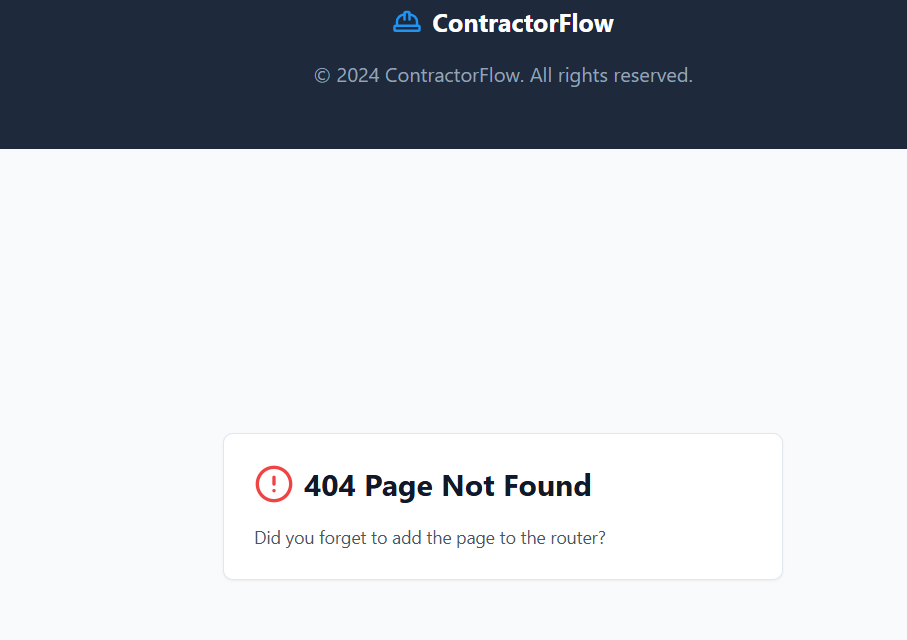 ContractorFlow
© 2024 ContractorFlow. All rights reserved.
404 Page Not Found
Did you forget to add the page to the router?